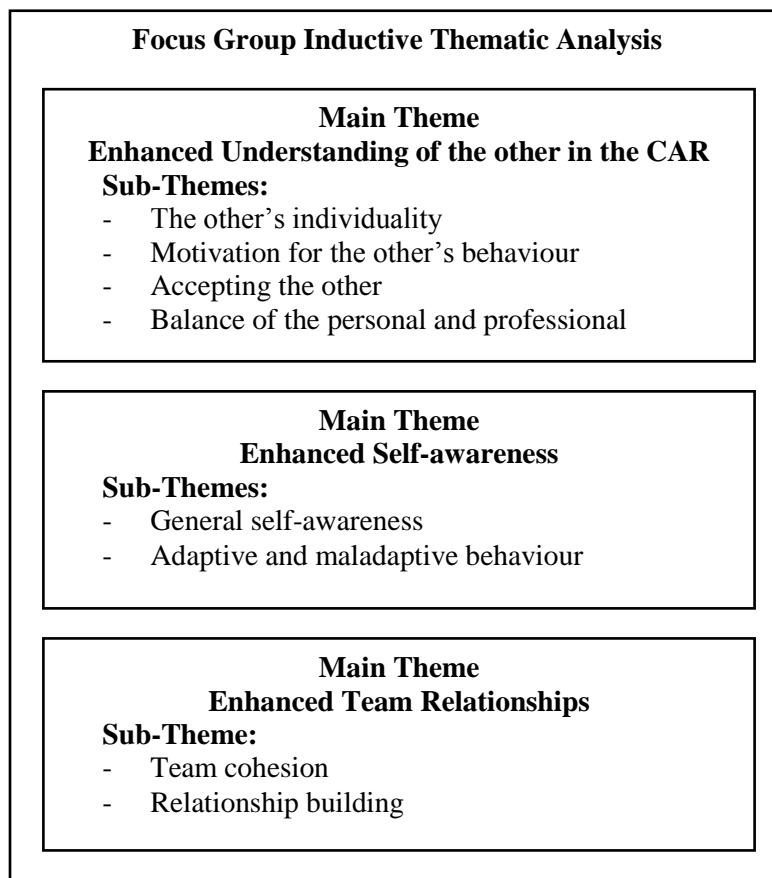 Focus Group Inductive Thematic Analysis
Main Theme
Enhanced Understanding of the other in the CAR
Sub-Themes:
- The other’s individuality
- Motivation for the other’s behaviour
- Accepting the other
- Balance of the personal and professional
Main Theme
Enhanced Self-awareness
Sub-Themes:
- General self-awareness
- Adaptive and maladaptive behaviour
Main Theme
Enhanced Team Relationships
Sub-Theme:
- Team cohesion
- Relationship building